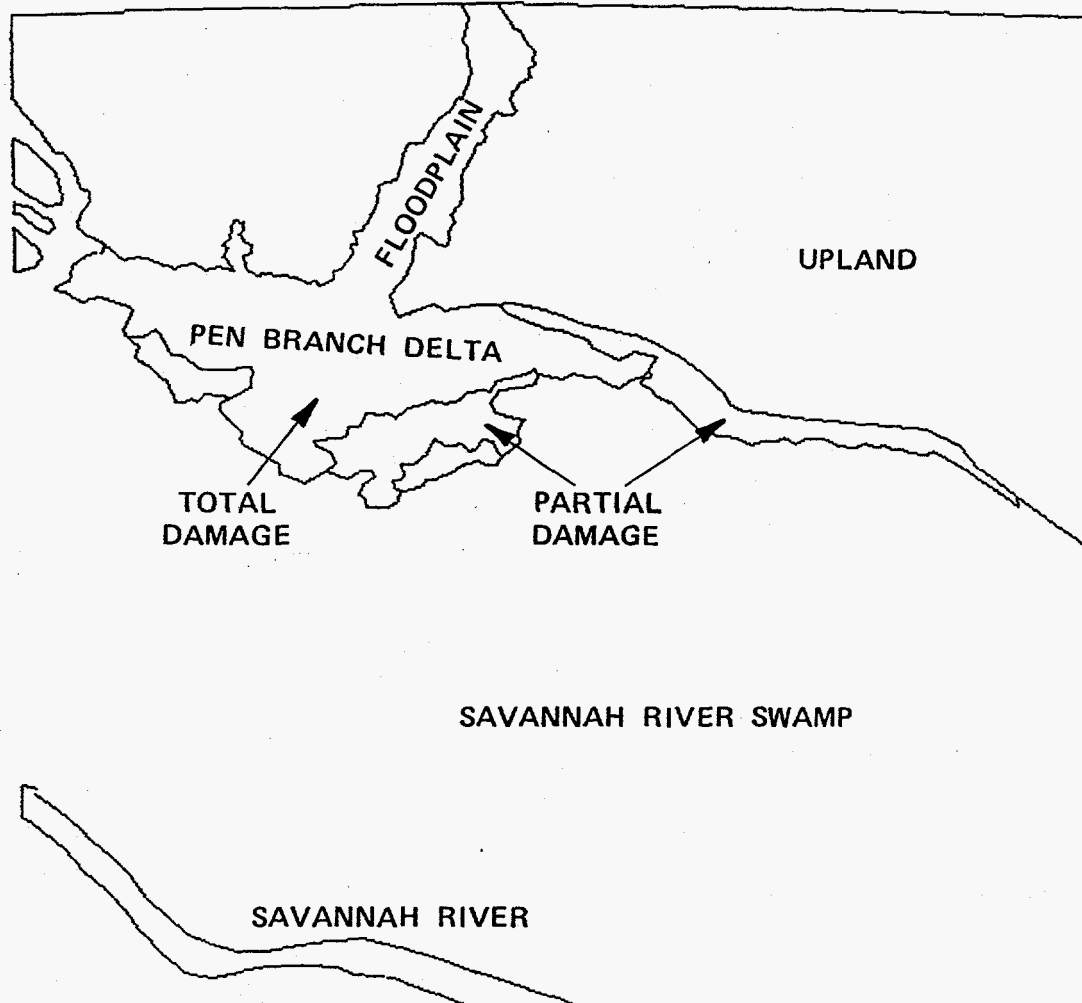 FLOODPLAIN
UPLAND
PEN BRANCH DELTA
TOTAL
DAMAGE
PARTIAL
DAMAGE
SAVANNAH RIVER SWAMP
SAVANNAH RIVER